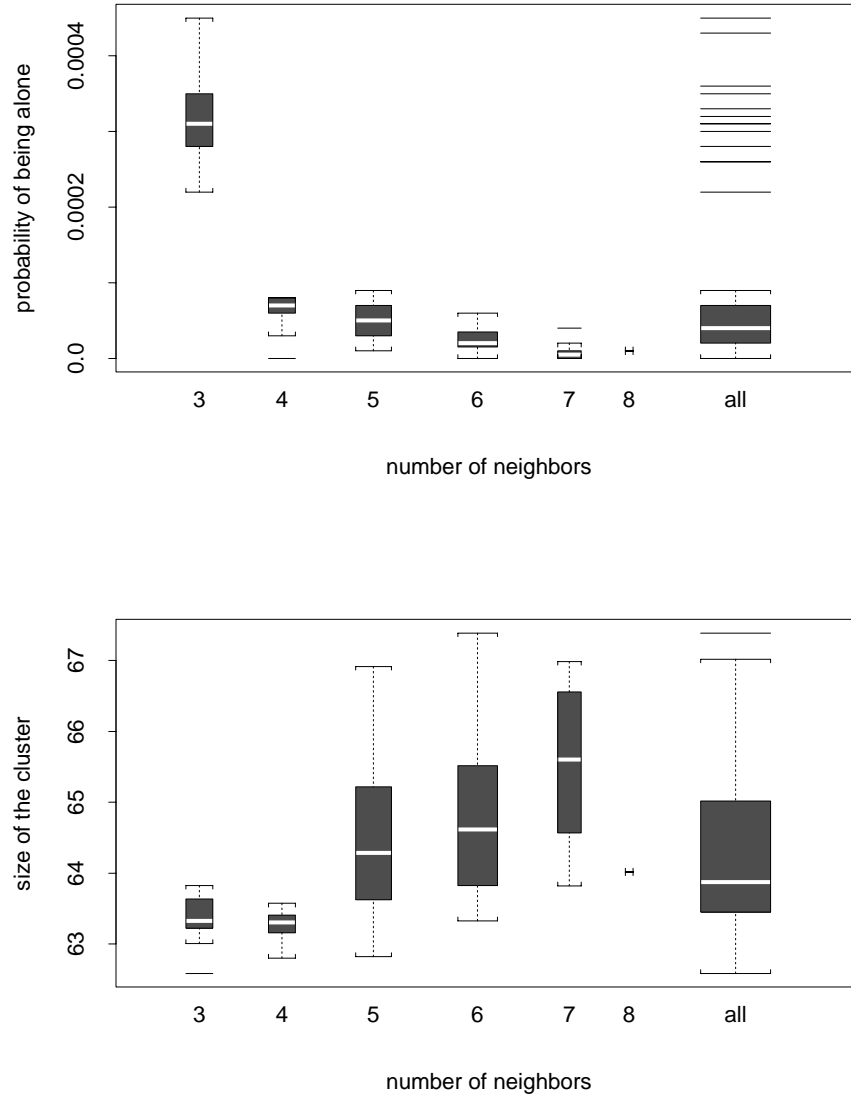 probability of being alone
0.0004
0.0002
0.0
3 4 5 6 7 8 all
number of neighbors
size of the cluster
67
66
65
64
63
3 4 5 6 7 8 all
number of neighbors